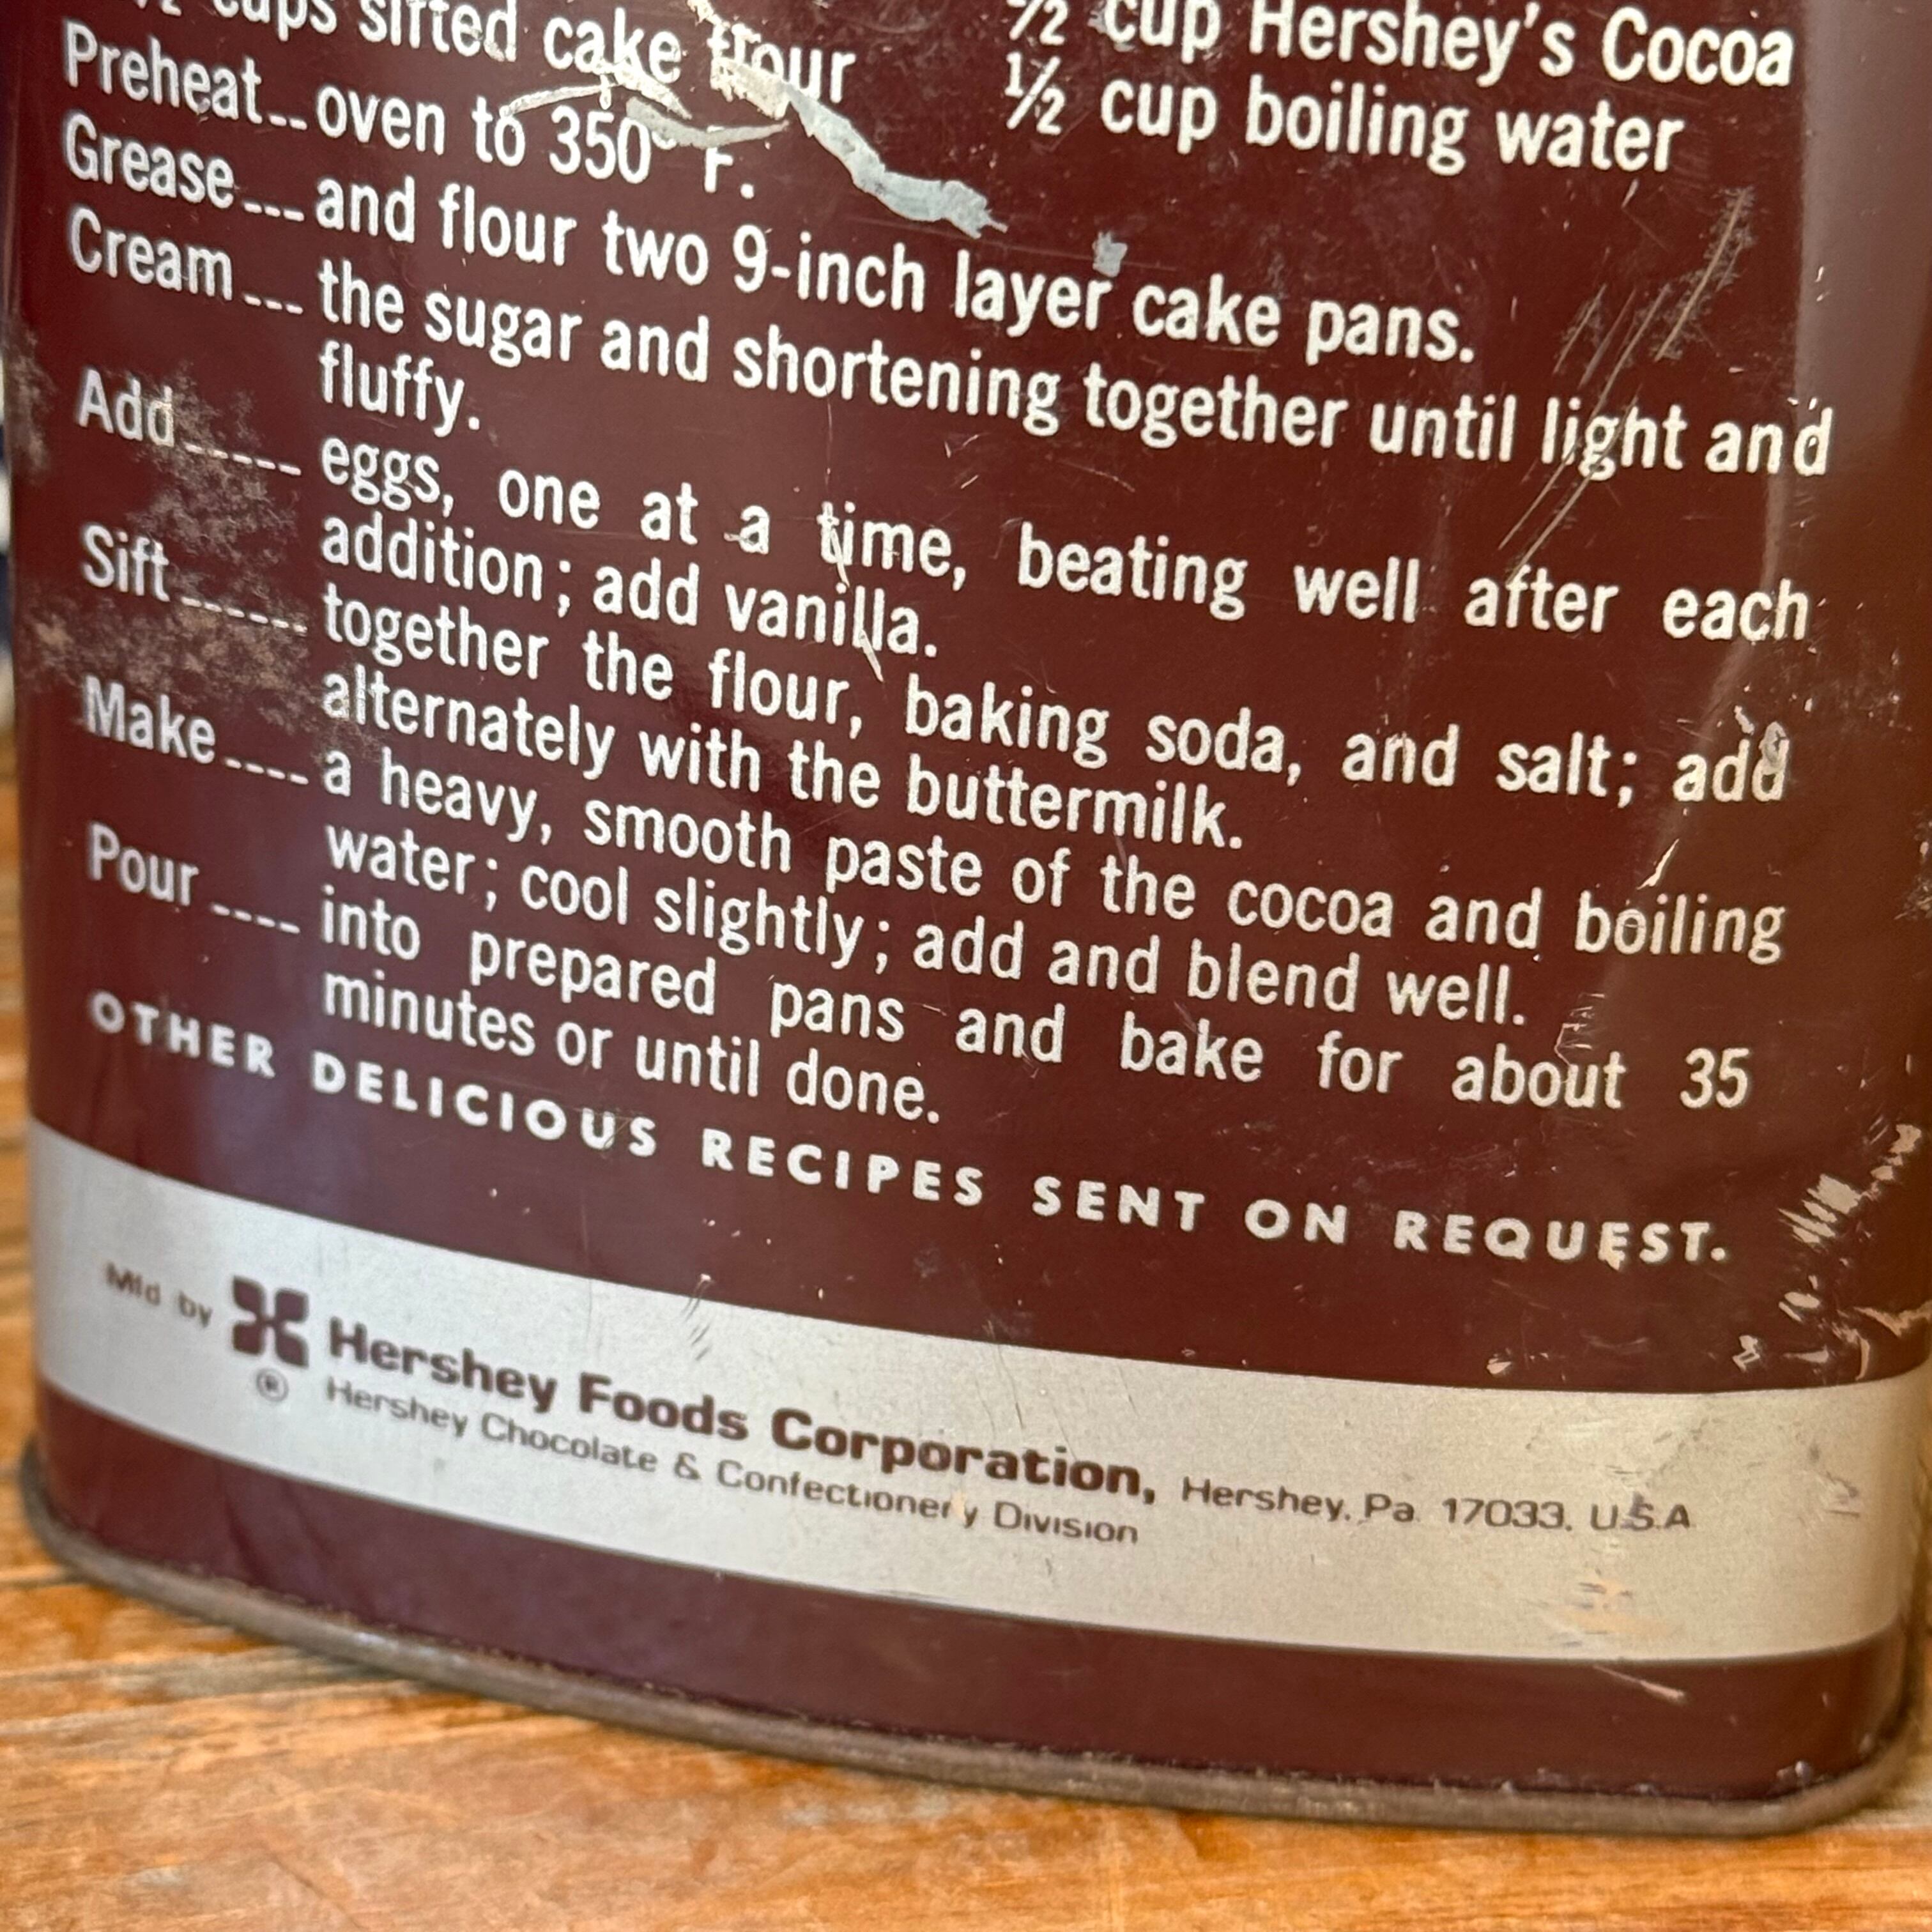 cups sifted cake flour
½ cup Hershey's Cocoa
½ cup boiling water
Preheat -- oven to 350° F.
Grease --- and flour two 9-inch layer cake pans.
Cream --- the sugar and shortening together until light and
fluffy.
Add ----- eggs, one at a time, beating well after each
addition; add vanilla.
Sift ------ together the flour, baking soda, and salt; add
alternately with the buttermilk.
Make ---- a heavy, smooth paste of the cocoa and boiling
water; cool slightly; add and blend well.
Pour ---- into prepared pans and bake for about 35
minutes or until done.
OTHER DELICIOUS RECIPES SENT ON REQUEST.
Mfd by Hershey Foods Corporation, Hershey, Pa. 17033, U.S.A
® Hershey Chocolate & Confectionery Division